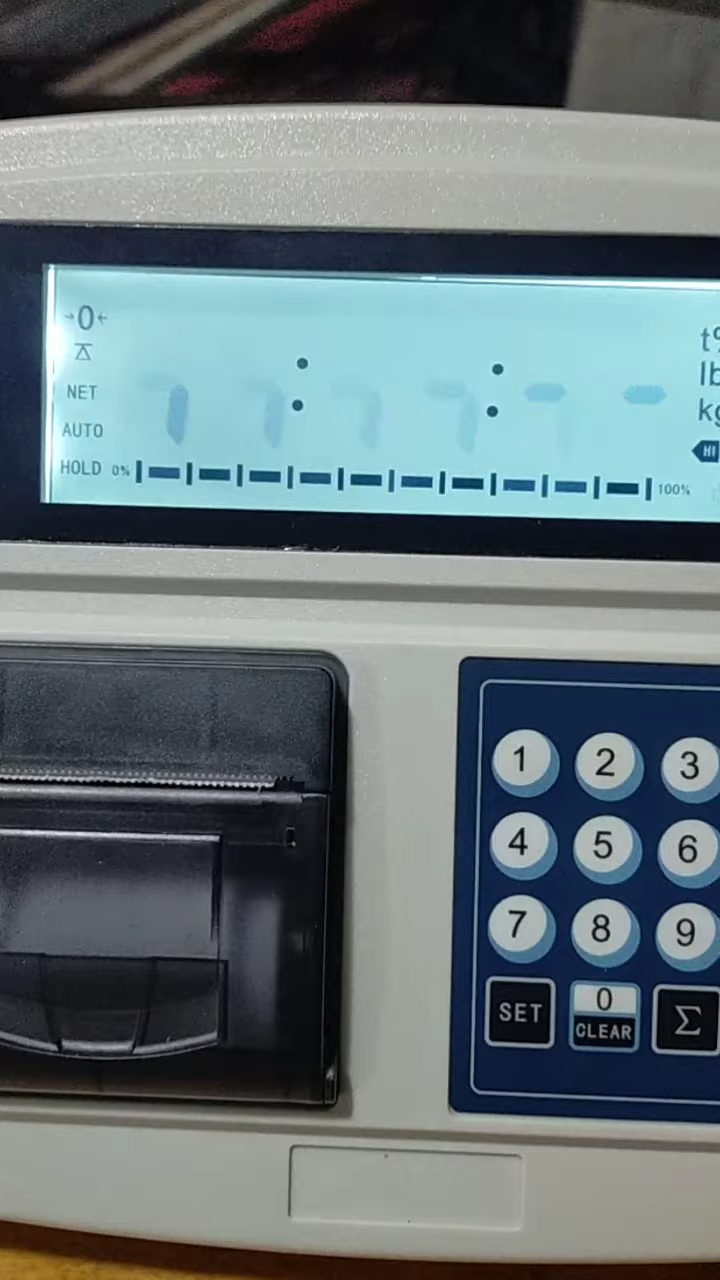 →0←
NET
AUTO
HOLD 0% 100%
t%
lb
kg
HI
1 2 3
4 5 6
7 8 9
SET 0 CLEAR Σ